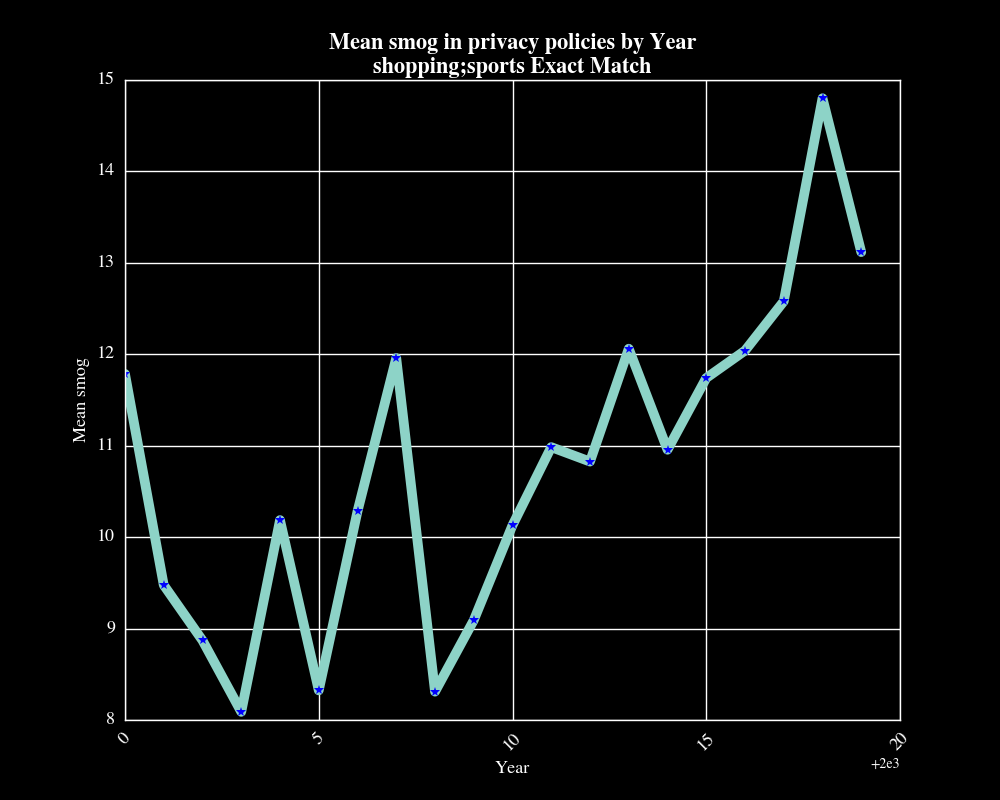 Mean smog in privacy policies by Year
shopping;sports Exact Match
15
14
13
12
11
10
9
8
Mean smog
0
5
10
15
20
Year
+2e3